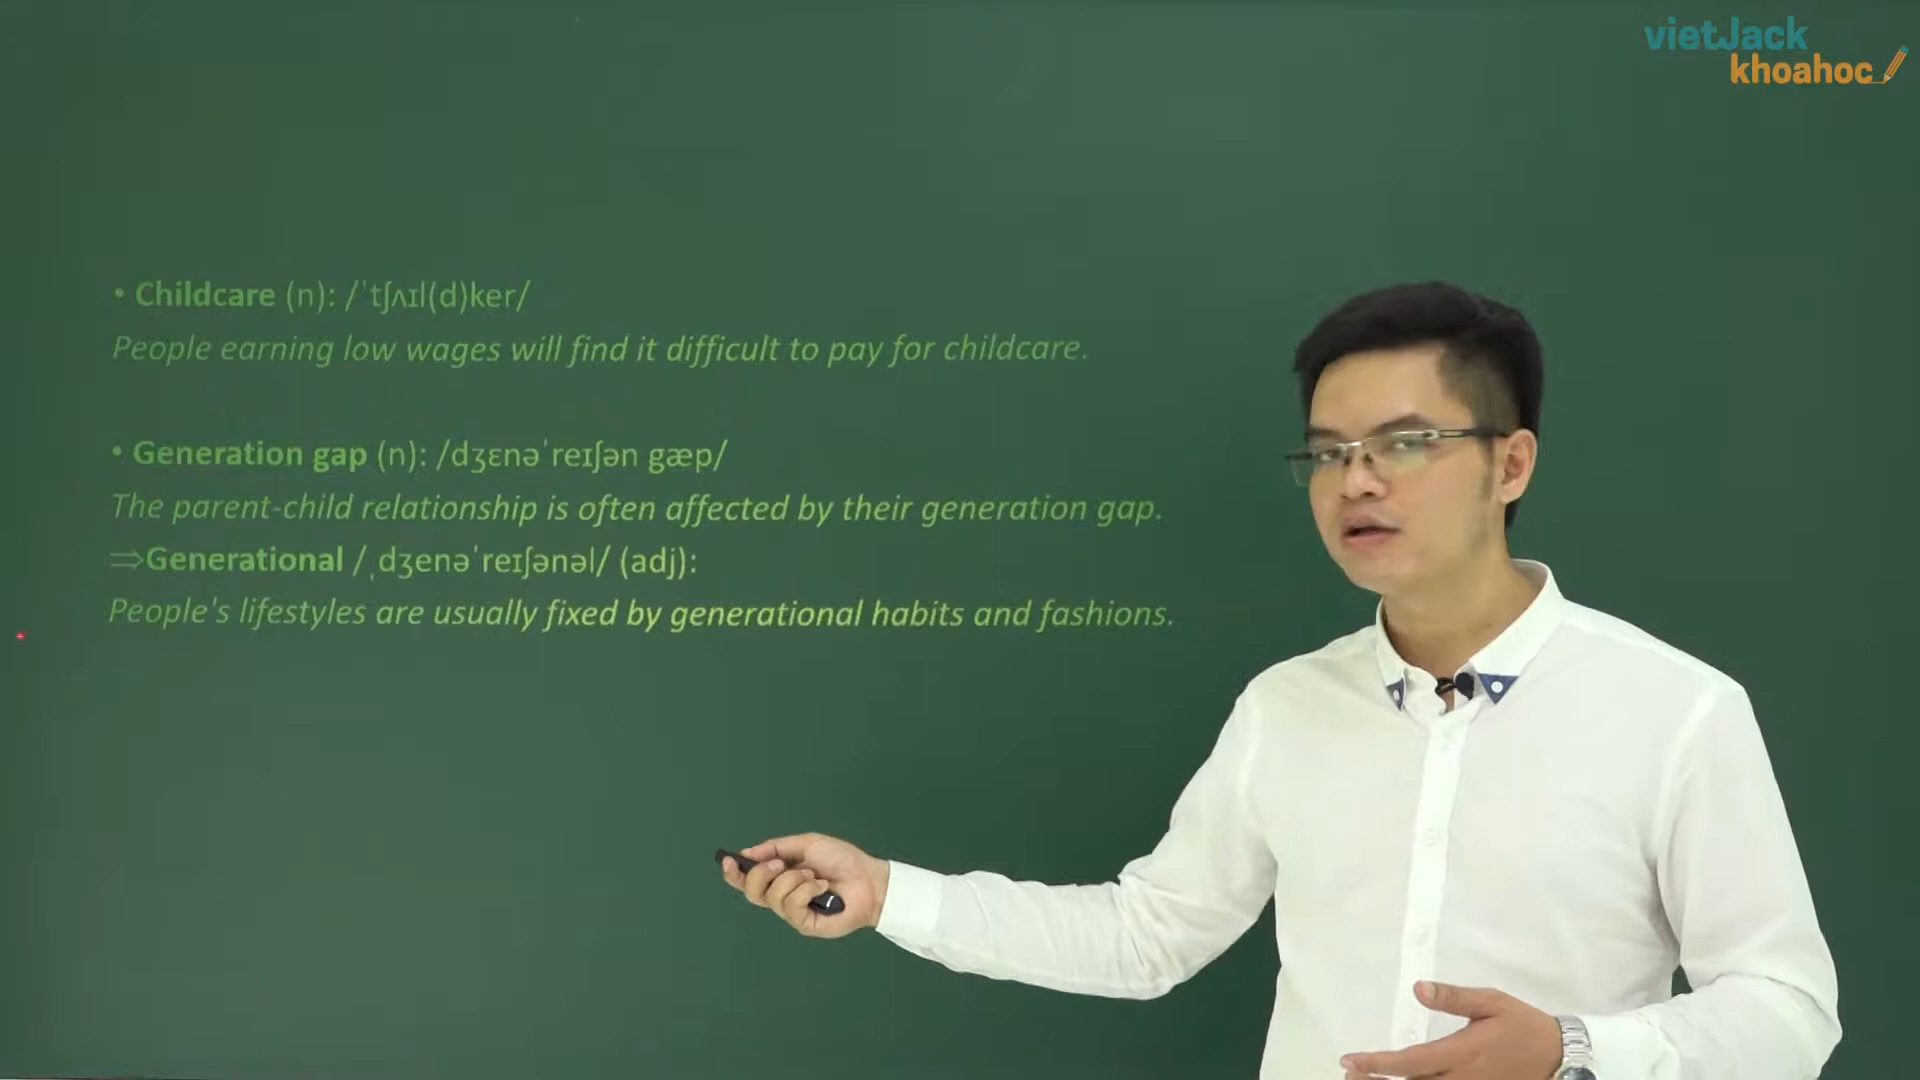 vietJack
khoahoc
• Childcare (n): /ˈtʃʌɪl(d)ker/
People earning low wages will find it difficult to pay for childcare.
• Generation gap (n): /dʒɛnəˈreɪʃən gæp/
The parent-child relationship is often affected by their generation gap.
⇒Generational /ˌdʒenəˈreɪʃənəl/ (adj):
People's lifestyles are usually fixed by generational habits and fashions.